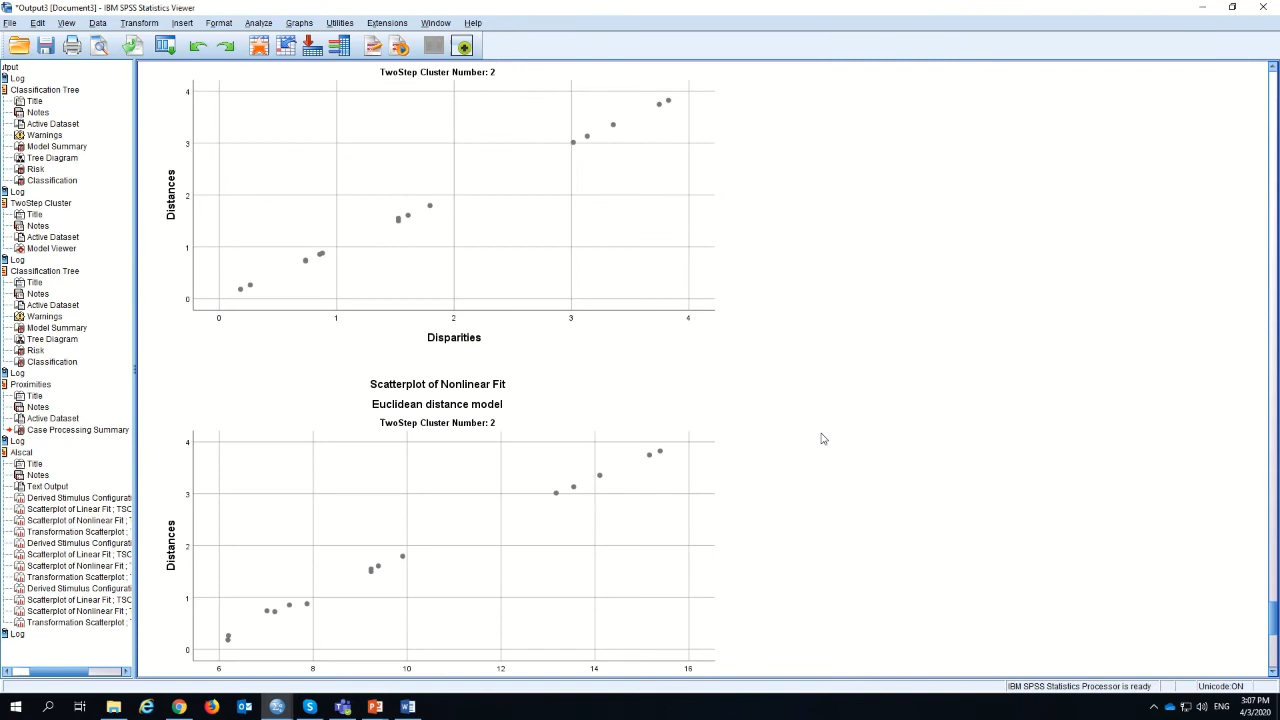 *Output3 [Document3] - IBM SPSS Statistics Viewer
File Edit View Data Transform Insert Format Analyze Graphs Utilities Extensions Window Help
utput
Log
Classification Tree
Title
Notes
Active Dataset
Warnings
Model Summary
Tree Diagram
Risk
Classification
Log
TwoStep Cluster
Title
Notes
Active Dataset
Model Viewer
Log
Classification Tree
Title
Notes
Active Dataset
Warnings
Model Summary
Tree Diagram
Risk
Classification
Log
Proximities
Title
Notes
Active Dataset
Case Processing Summary
Log
Alscal
Title
Notes
Text Output
Derived Stimulus Configurati
Scatterplot of Linear Fit ; TSC
Scatterplot of Nonlinear Fit ; T
Transformation Scatterplot ;
Derived Stimulus Configurati
Scatterplot of Linear Fit ; TSC
Scatterplot of Nonlinear Fit ; T
Transformation Scatterplot ;
Derived Stimulus Configurati
Scatterplot of Linear Fit ; TSC
Scatterplot of Nonlinear Fit ; T
Transformation Scatterplot ;
Log
TwoStep Cluster Number: 2
Distances
4
3
2
1
0
0 1 2 3 4
Disparities
Scatterplot of Nonlinear Fit
Euclidean distance model
TwoStep Cluster Number: 2
Distances
4
3
2
1
0
6 8 10 12 14 16
IBM SPSS Statistics Processor is ready Unicode:ON
ENG
3:07 PM
4/3/2020